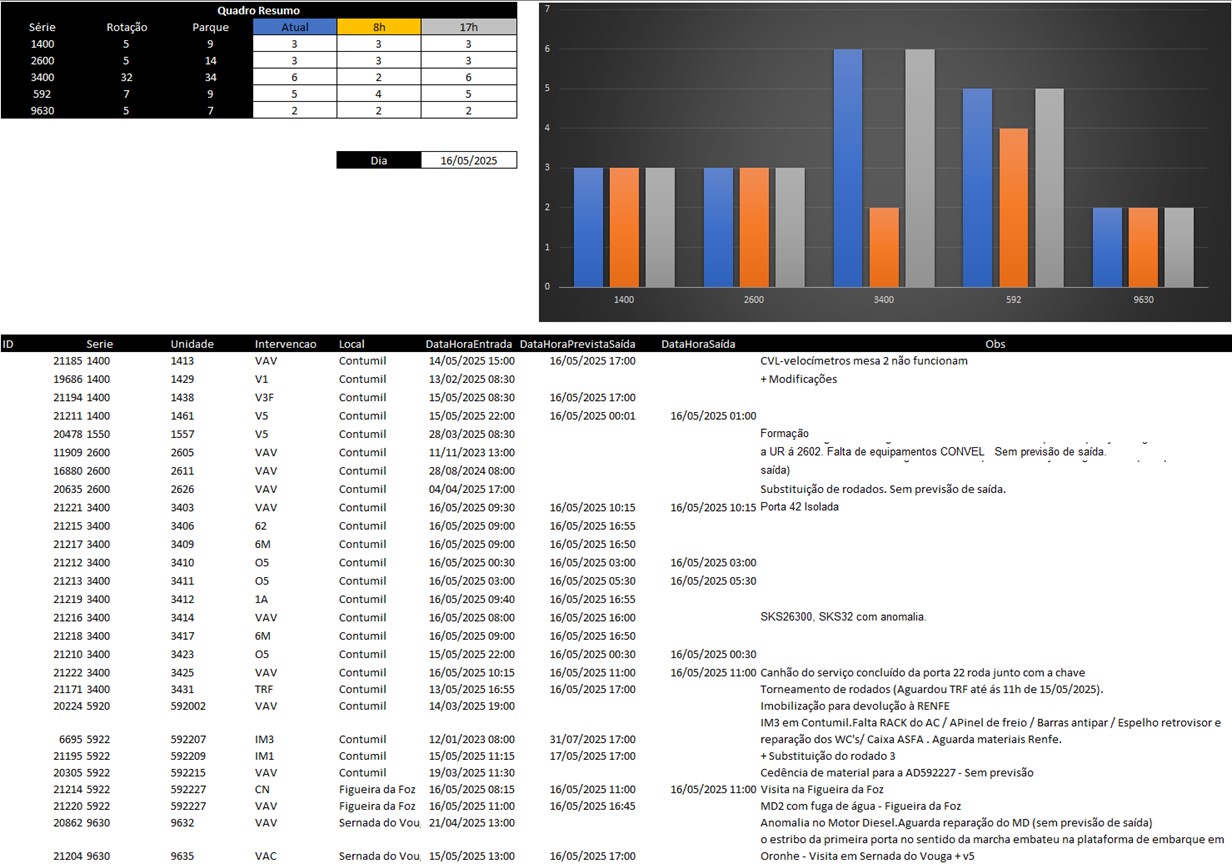 Quadro Resumo
Série Rotação Parque Atual 8h 17h
1400 5 9 3 3 3
2600 5 14 3 3 3
3400 32 34 6 2 6
592 7 9 5 4 5
9630 5 7 2 2 2
Dia 16/05/2025
7
6
5
4
3
2
1
0
1400 2600 3400 592 9630
ID Serie Unidade Intervencao Local DataHoraEntrada DataHoraPrevistaSaída DataHoraSaída Obs
21185 1400 1413 VAV Contumil 14/05/2025 15:00 16/05/2025 17:00 CVL-velocímetros mesa 2 não funcionam
19686 1400 1429 V1 Contumil 13/02/2025 08:30 + Modificações
21194 1400 1438 V3F Contumil 15/05/2025 08:30 16/05/2025 17:00
21211 1400 1461 V5 Contumil 15/05/2025 22:00 16/05/2025 00:01 16/05/2025 01:00
20478 1550 1557 V5 Contumil 28/03/2025 08:30 Formação
11909 2600 2605 VAV Contumil 11/11/2023 13:00 a UR á 2602. Falta de equipamentos CONVEL Sem previsão de saída.
16880 2600 2611 VAV Contumil 28/08/2024 08:00 saída)
20635 2600 2626 VAV Contumil 04/04/2025 17:00 Substituição de rodados. Sem previsão de saída.
21221 3400 3403 VAV Contumil 16/05/2025 09:30 16/05/2025 10:15 16/05/2025 10:15 Porta 42 Isolada
21215 3400 3406 62 Contumil 16/05/2025 09:00 16/05/2025 16:55
21217 3400 3409 6M Contumil 16/05/2025 09:00 16/05/2025 16:50
21212 3400 3410 O5 Contumil 16/05/2025 00:30 16/05/2025 03:00 16/05/2025 03:00
21213 3400 3411 O5 Contumil 16/05/2025 03:00 16/05/2025 05:30 16/05/2025 05:30
21219 3400 3412 1A Contumil 16/05/2025 09:40 16/05/2025 16:55
21216 3400 3414 VAV Contumil 16/05/2025 08:00 16/05/2025 16:00 SKS26300, SKS32 com anomalia.
21218 3400 3417 6M Contumil 16/05/2025 09:00 16/05/2025 16:50
21210 3400 3423 O5 Contumil 15/05/2025 22:00 16/05/2025 00:30 16/05/2025 00:30
21222 3400 3425 VAV Contumil 16/05/2025 10:15 16/05/2025 11:00 16/05/2025 11:00 Canhão do serviço concluído da porta 22 roda junto com a chave
21171 3400 3431 TRF Contumil 13/05/2025 16:55 16/05/2025 17:00 Torneamento de rodados (Aguardou TRF até ás 11h de 15/05/2025).
20224 5920 592002 VAV Contumil 14/03/2025 19:00 Imobilização para devolução à RENFE
IM3 em Contumil.Falta RACK do AC / APinel de freio / Barras antipar / Espelho retrovisor e
6695 5922 592207 IM3 Contumil 12/01/2023 08:00 31/07/2025 17:00 reparação dos WC's/ Caixa ASFA . Aguarda materiais Renfe.
21195 5922 592209 IM1 Contumil 15/05/2025 11:15 17/05/2025 17:00 + Substituição do rodado 3
20305 5922 592215 VAV Contumil 19/03/2025 11:30 Cedência de material para a AD592227 - Sem previsão
21214 5922 592227 CN Figueira da Foz 16/05/2025 08:15 16/05/2025 11:00 16/05/2025 11:00 Visita na Figueira da Foz
21220 5922 592227 VAV Figueira da Foz 16/05/2025 11:00 16/05/2025 16:45 MD2 com fuga de água - Figueira da Foz
20862 9630 9632 VAV Sernada do Vou 21/04/2025 13:00 Anomalia no Motor Diesel.Aguarda reparação do MD (sem previsão de saída)
o estribo da primeira porta no sentido da marcha embateu na plataforma de embarque em
21204 9630 9635 VAC Sernada do Vou 15/05/2025 13:00 16/05/2025 17:00 Oronhe - Visita em Sernada do Vouga + v5